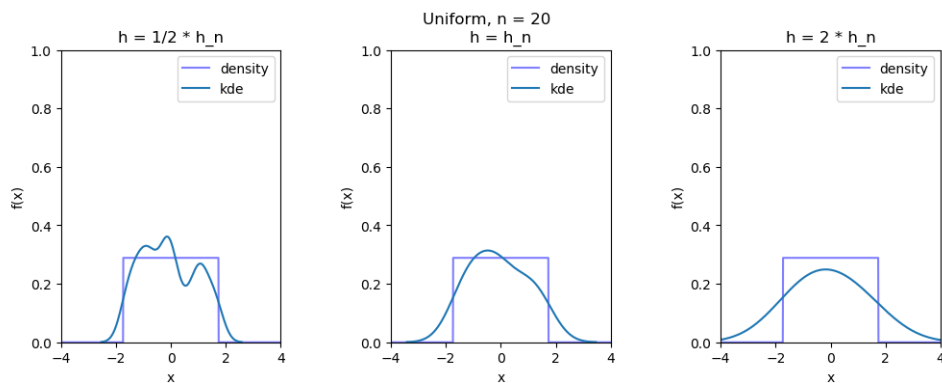 Uniform, n = 20
h = 1/2 * h_n
1.0
0.8
0.6
0.4
0.2
0.0
f(x)
density
kde
−4
−2
0
2
4
x
h = h_n
1.0
0.8
0.6
0.4
0.2
0.0
f(x)
density
kde
−4
−2
0
2
4
x
h = 2 * h_n
1.0
0.8
0.6
0.4
0.2
0.0
f(x)
density
kde
−4
−2
0
2
4
x